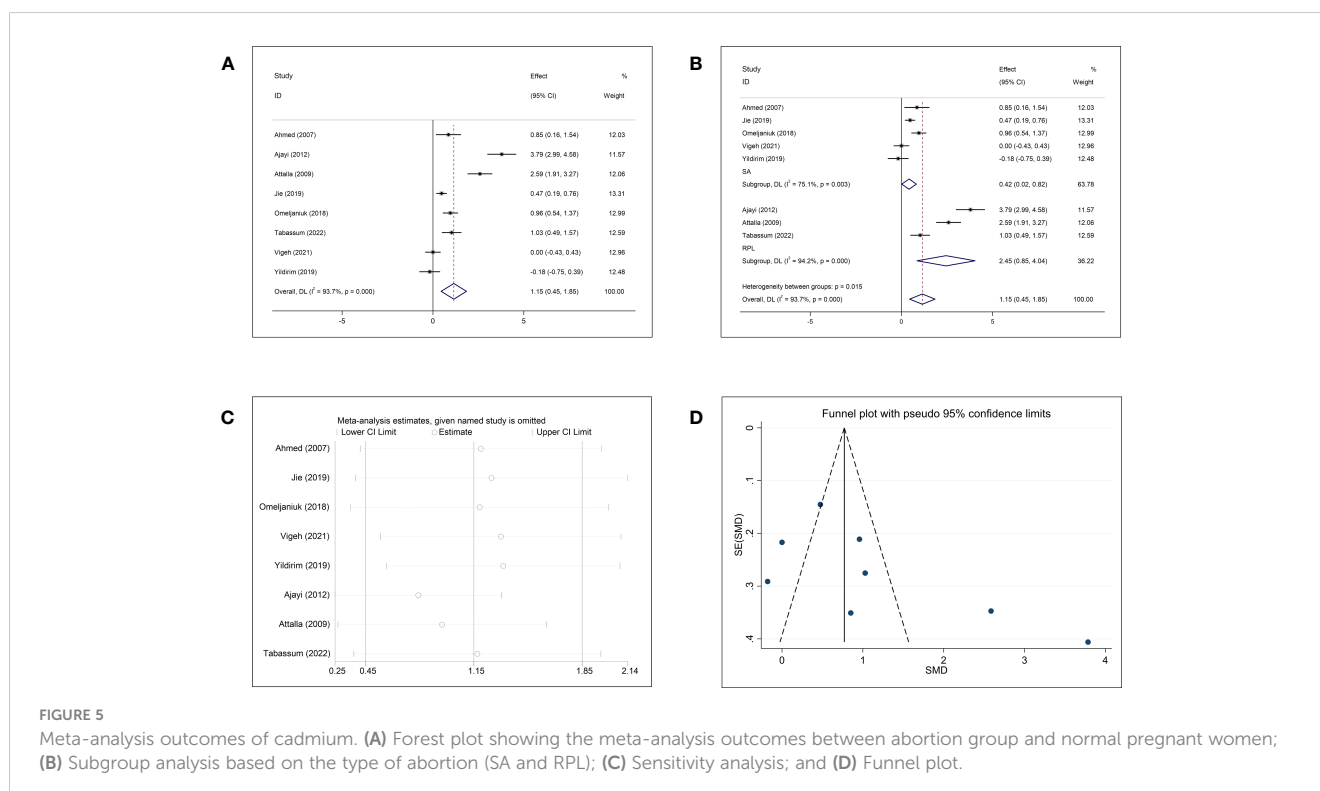 A
Study Effect %
ID (95% CI) Weight
Ahmed (2007) 0.85 (0.16, 1.54) 12.03
Ajayi (2012) 3.79 (2.99, 4.58) 11.57
Attalla (2009) 2.59 (1.91, 3.27) 12.06
Jie (2019) 0.47 (0.19, 0.76) 13.31
Omeljaniuk (2018) 0.96 (0.54, 1.37) 12.99
Tabassum (2022) 1.03 (0.49, 1.57) 12.59
Vigeh (2021) 0.00 (-0.43, 0.43) 12.96
Yildirim (2019) -0.18 (-0.75, 0.39) 12.48
Overall, DL (I² = 93.7%, p = 0.000) 1.15 (0.45, 1.85) 100.00
-5 0 5
B
Study Effect %
ID (95% CI) Weight
Ahmed (2007) 0.85 (0.16, 1.54) 12.03
Jie (2019) 0.47 (0.19, 0.76) 13.31
Omeljaniuk (2018) 0.96 (0.54, 1.37) 12.99
Vigeh (2021) 0.00 (-0.43, 0.43) 12.96
Yildirim (2019) -0.18 (-0.75, 0.39) 12.48
SA
Subgroup, DL (I² = 75.1%, p = 0.003) 0.42 (0.02, 0.82) 63.78
Ajayi (2012) 3.79 (2.99, 4.58) 11.57
Attalla (2009) 2.59 (1.91, 3.27) 12.06
Tabassum (2022) 1.03 (0.49, 1.57) 12.59
RPL
Subgroup, DL (I² = 94.2%, p = 0.000) 2.45 (0.85, 4.04) 36.22
Heterogeneity between groups: p = 0.015
Overall, DL (I² = 93.7%, p = 0.000) 1.15 (0.45, 1.85) 100.00
-5 0 5
C
Meta-analysis estimates, given named study is omitted
Lower CI Limit Estimate Upper CI Limit
Ahmed (2007)
Jie (2019)
Omeljaniuk (2018)
Vigeh (2021)
Yildirim (2019)
Ajayi (2012)
Attalla (2009)
Tabassum (2022)
0.25 0.45 1.15 1.85 2.14
D
Funnel plot with pseudo 95% confidence limits
0
.1
.2
.3
.4
SE(SMD)
0 1 2 3 4
SMD
FIGURE 5
Meta-analysis outcomes of cadmium. (A) Forest plot showing the meta-analysis outcomes between abortion group and normal pregnant women;
(B) Subgroup analysis based on the type of abortion (SA and RPL); (C) Sensitivity analysis; and (D) Funnel plot.